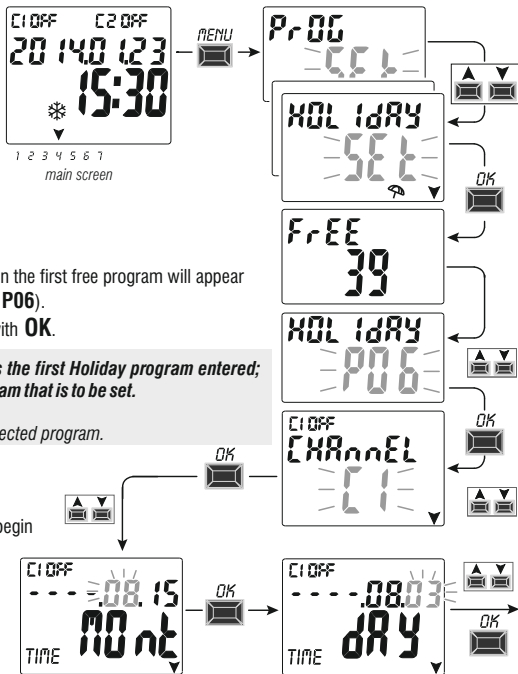 C1 OFF C2 OFF
2014.01.23
15:30
1 2 3 4 5 6 7
main screen
MENU
PrOG
SEt
HOLIdAY
SEt
OK
FrEE
39
n the first free program will appear
P06).
ith OK.
HOLIdAY
P06
s the first Holiday program entered;
ram that is to be set.
ected program.
OK
C1 OFF
CHAnnEL
C1
OK
begin
C1 OFF
- - - -.08.15
MOnt
TIME
OK
C1 OFF
- - - -.08.03
dAY
TIME
OK